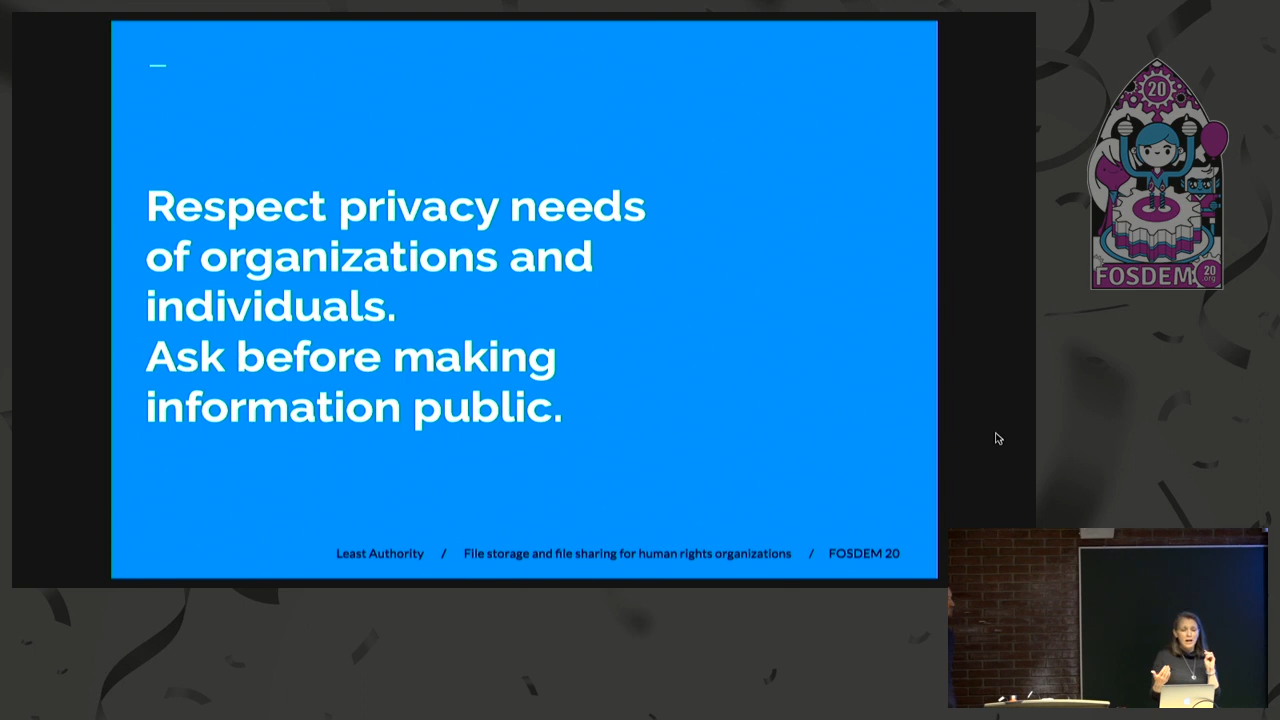 Respect privacy needs
of organizations and
individuals.
Ask before making
information public.
Least Authority / File storage and file sharing for human rights organizations / FOSDEM 20
20
FOSDEM
20
org